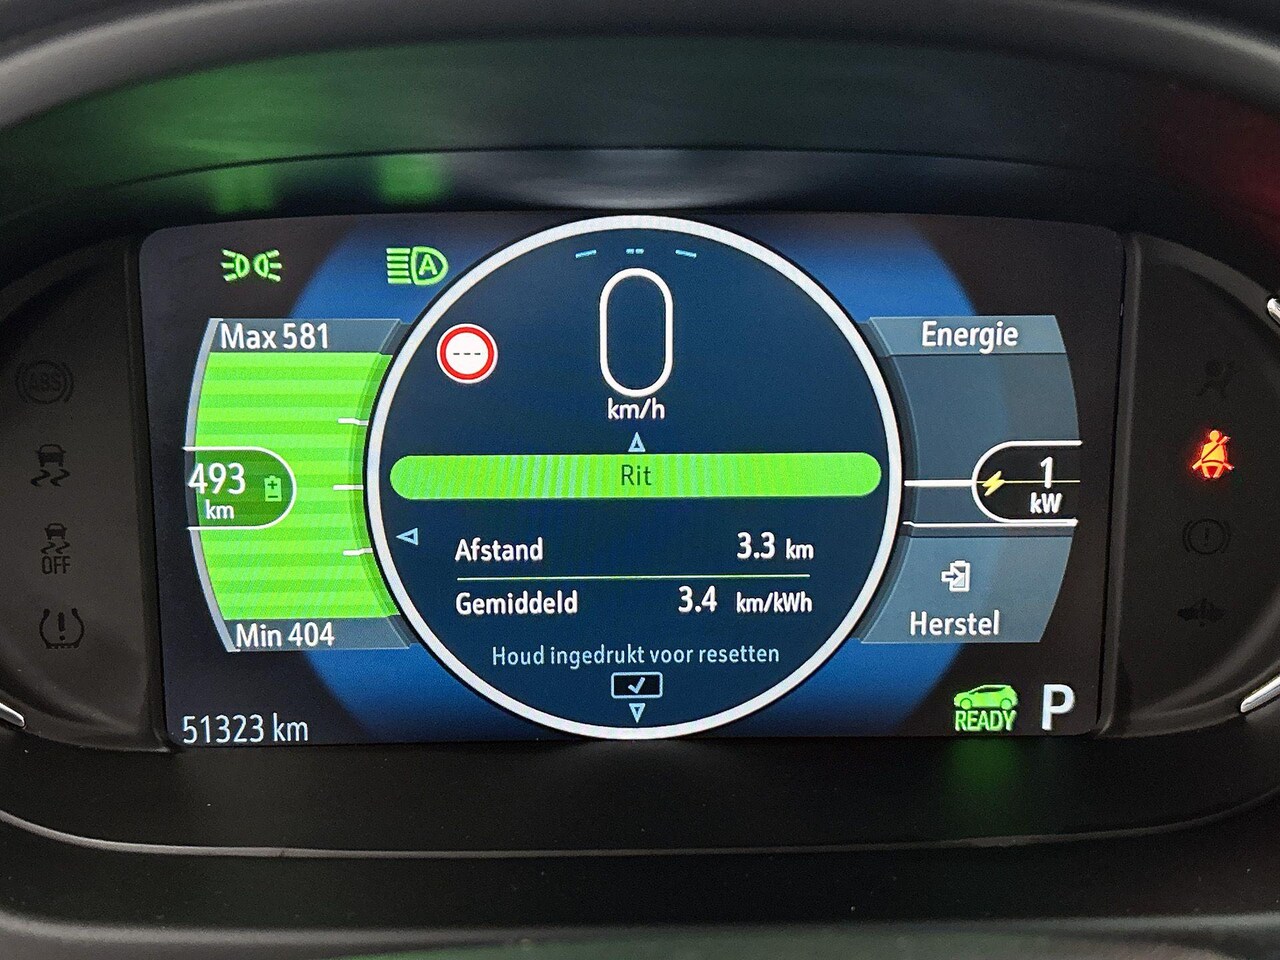 A
Max 581
Energie
ABS
---
0
km/h
493
km
1
kW
Rit
OFF
Afstand 3.3 km
Gemiddeld 3.4 km/kWh
Herstel
Min 404
Houd ingedrukt voor resetten
READY P
51323 km